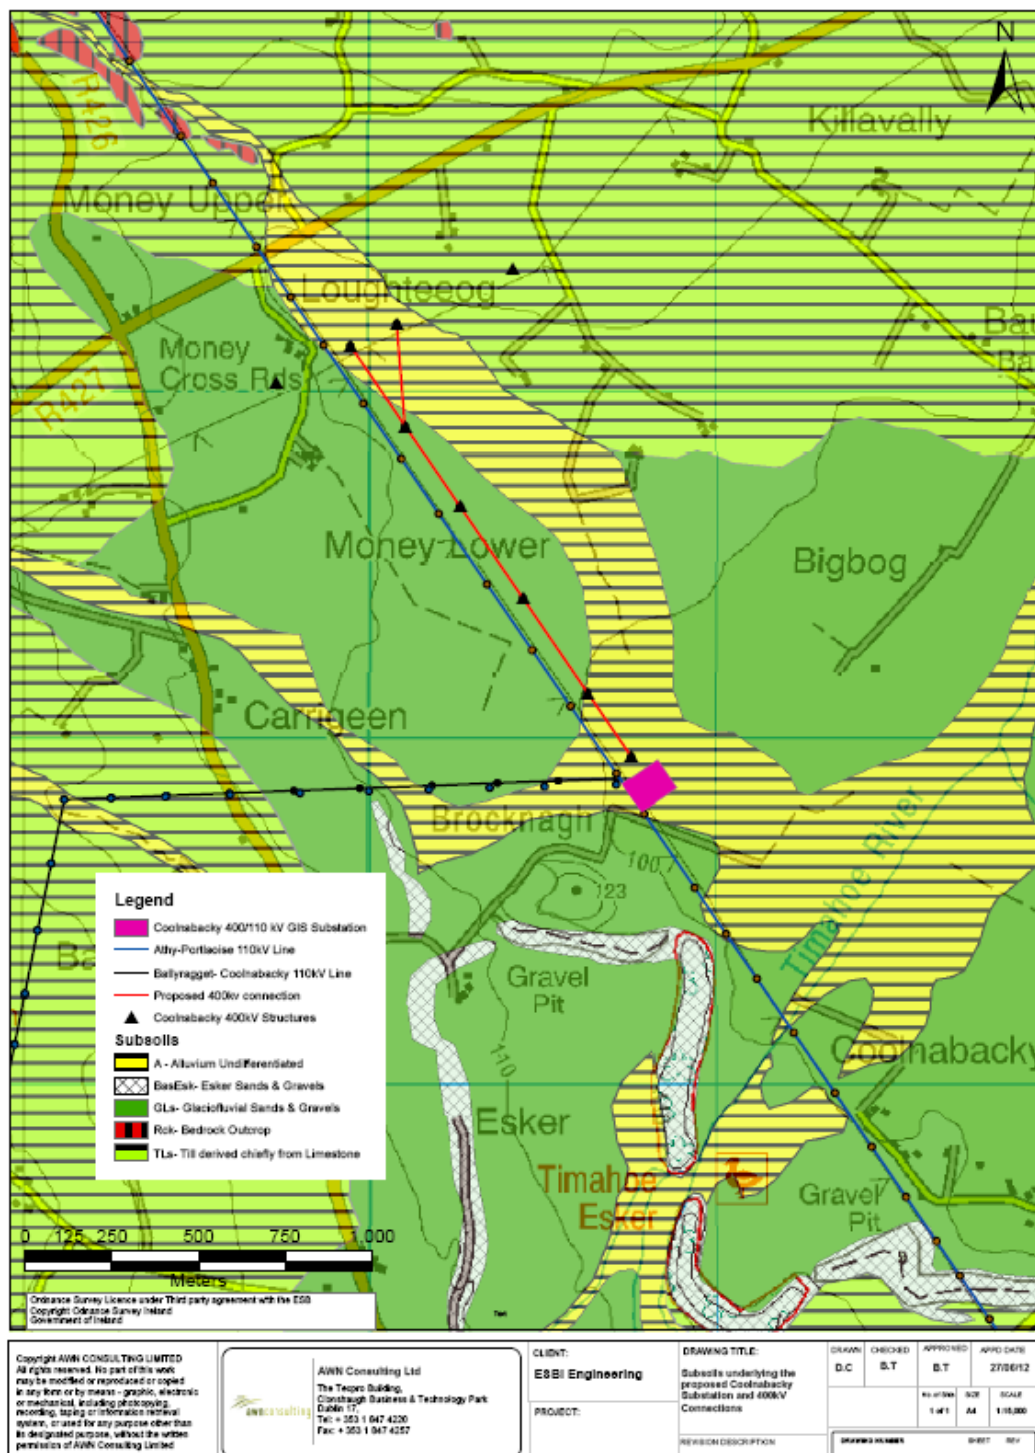 N
R426
Killavally
Money Upper
Loughteeog
Money
Cross Rds
R427
Ba
Ba
Money Lower
Bigbog
Carrigeen
Brocknagh
100
123
Timahoe River
Ba
Gravel
Pit
Coolnabacky
110
Esker
Timahoe
Esker
Gravel
Pit
Legend
Coolnabacky 400/110 kV GIS Substation
Athy-Portlaoise 110kV Line
Ballyragget- Coolnabacky 110kV Line
Proposed 400kv connection
Coolnabacky 400kV Structures
Subsoils
A - Alluvium Undifferentiated
BasEsk- Esker Sands & Gravels
GLs- Glaciofluvial Sands & Gravels
Rck- Bedrock Outcrop
TLs- Till derived chiefly from Limestone
0 125 250 500 750 1,000
Meters
Ordnance Survey Licence under Third party agreement with the ESB
Copyright Odnance Survey Ireland
Government of Ireland
Copyright AWN CONSULTING LIMITED
All rights reserved. No part of this work
may be modified or reproduced or copied
in any form or by means - graphic, electronic
or mechanical, including photocopying,
recording, taping or information retrieval
system, or used for any purpose other than
its designated purpose, without the written
permission of AWN Consulting Limited
awnconsulting
AWN Consulting Ltd
The Tecpro Building,
Clonshaugh Business & Technology Park
Dublin 17,
Tel: + 353 1 847 4220
Fax: + 353 1 847 4257
CLIENT:
ESBI Engineering
PROJECT:
DRAWING TITLE:
Subsoils underlying the
proposed Coolnabacky
Substation and 400kV
Connections
REVISION DESCRIPTION
DRAWN CHECKED APPROVED APPD DATE
D.C B.T B.T 27/06/12
SIZE SCALE
1 of 1 A4 1:15,000
DRAWING NUMBER SHEET REV